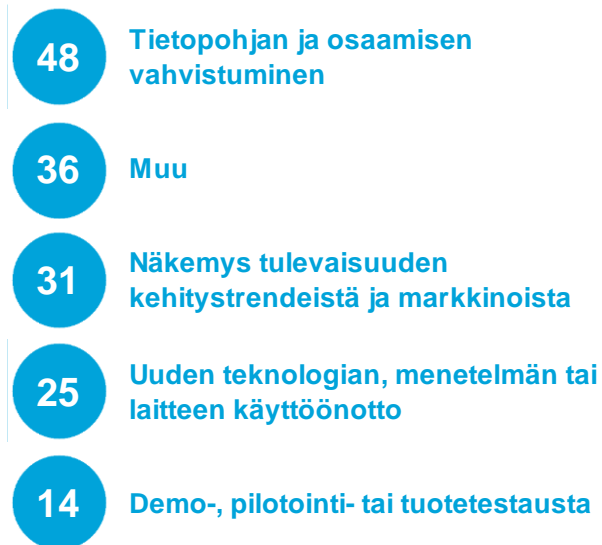 48
Tietopohjan ja osaamisen
vahvistuminen
36
Muu
31
Näkemys tulevaisuuden
kehitystrendeistä ja markkinoista
25
Uuden teknologian, menetelmän tai
laitteen käyttöönotto
14
Demo-, pilotointi- tai tuotetestausta